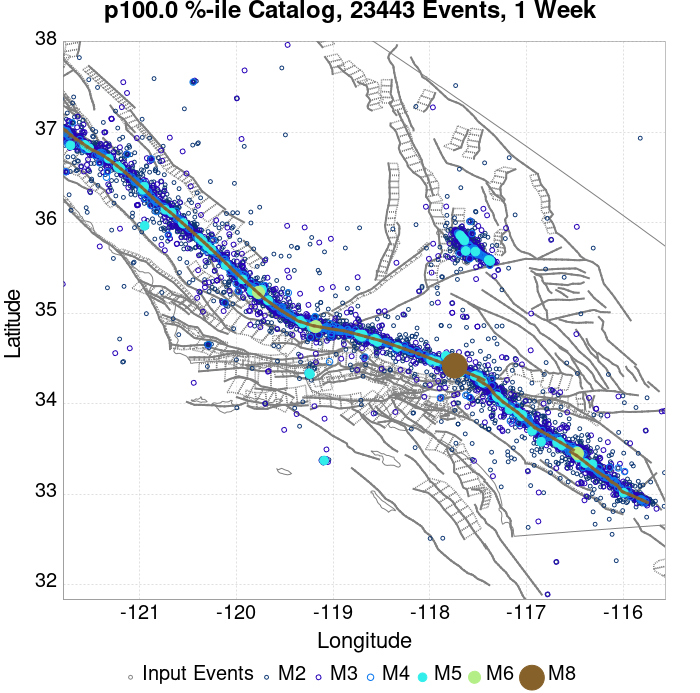 p100.0 %-ile Catalog, 23443 Events, 1 Week
38
37
36
35
34
33
32
Latitude
-121 -120 -119 -118 -117 -116
Longitude
Input Events M2 M3 M4 M5 M6 M8